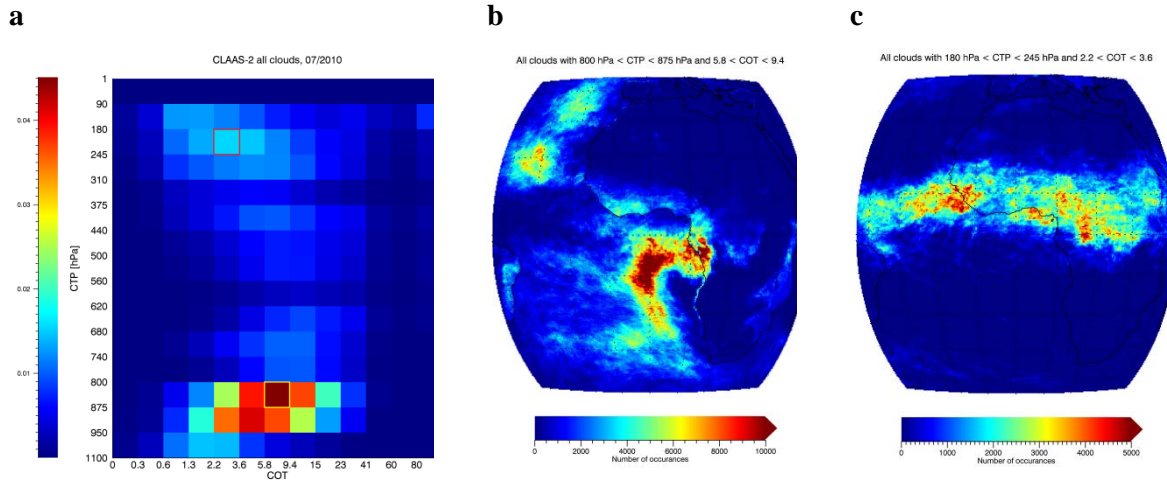 a
b
c
CLAAS-2 all clouds, 07/2010
0.04
0.03
0.02
0.01
CTP [hPa]
1
90
180
245
310
375
440
500
560
620
680
740
800
875
950
1100
0 0.3 0.6 1.3 2.2 3.6 5.8 9.4 15 23 41 60 80
COT
All clouds with 800 hPa < CTP < 875 hPa and 5.8 < COT < 9.4
0 2000 4000 6000 8000 10000
Number of occurances
All clouds with 180 hPa < CTP < 245 hPa and 2.2 < COT < 3.6
0 1000 2000 3000 4000 5000
Number of occurances